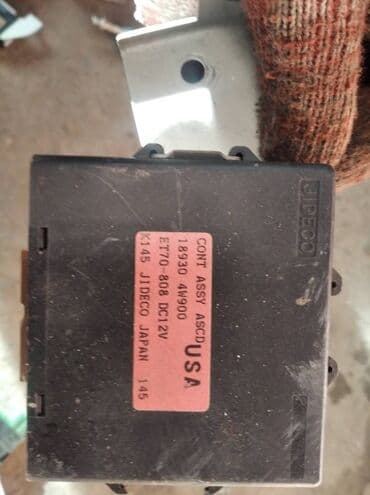 JIDECO
CONT ASSY ASCD
18930 4W900 USA
ET70-808 DC12V
X145 JIDECO JAPAN 145